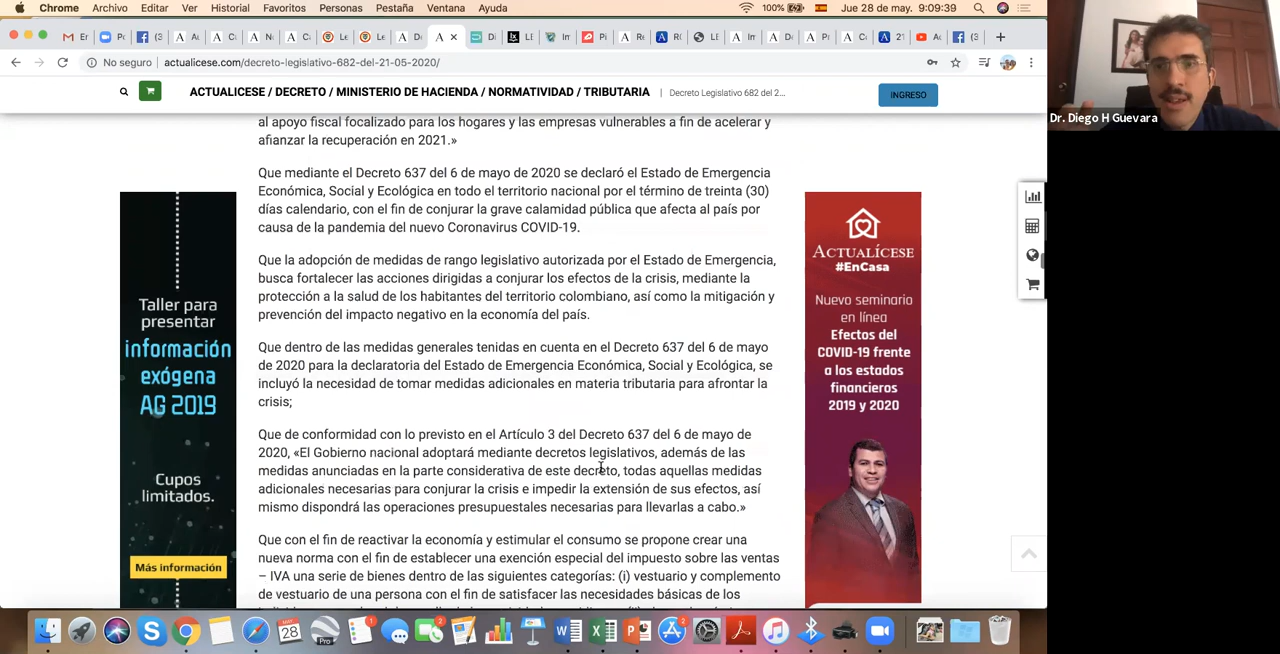 Chrome Archivo Editar Ver Historial Favoritos Personas Pestaña Ventana Ayuda 100% Jue 28 de may. 9:09:39
No seguro actualicese.com/decreto-legislativo-682-del-21-05-2020/
ACTUALICESE / DECRETO / MINISTERIO DE HACIENDA / NORMATIVIDAD / TRIBUTARIA Decreto Legislativo 682 del 2... INGRESO
Dr. Diego H Guevara
al apoyo fiscal focalizado para los hogares y las empresas vulnerables a fin de acelerar y
afianzar la recuperación en 2021.»
Que mediante el Decreto 637 del 6 de mayo de 2020 se declaró el Estado de Emergencia
Económica, Social y Ecológica en todo el territorio nacional por el término de treinta (30)
días calendario, con el fin de conjurar la grave calamidad pública que afecta al país por
causa de la pandemia del nuevo Coronavirus COVID-19.
Que la adopción de medidas de rango legislativo autorizada por el Estado de Emergencia,
busca fortalecer las acciones dirigidas a conjurar los efectos de la crisis, mediante la
protección a la salud de los habitantes del territorio colombiano, así como la mitigación y
prevención del impacto negativo en la economía del país.
Que dentro de las medidas generales tenidas en cuenta en el Decreto 637 del 6 de mayo
de 2020 para la declaratoria del Estado de Emergencia Económica, Social y Ecológica, se
incluyó la necesidad de tomar medidas adicionales en materia tributaria para afrontar la
crisis;
Que de conformidad con lo previsto en el Artículo 3 del Decreto 637 del 6 de mayo de
2020, «El Gobierno nacional adoptará mediante decretos legislativos, además de las
medidas anunciadas en la parte considerativa de este decreto, todas aquellas medidas
adicionales necesarias para conjurar la crisis e impedir la extensión de sus efectos, así
mismo dispondrá las operaciones presupuestales necesarias para llevarlas a cabo.»
Que con el fin de reactivar la economía y estimular el consumo se propone crear una
nueva norma con el fin de establecer una exención especial del impuesto sobre las ventas
– IVA una serie de bienes dentro de las siguientes categorías: (i) vestuario y complemento
de vestuario de una persona con el fin de satisfacer las necesidades básicas de los
Taller para
presentar
información
exógena
AG 2019
Cupos
limitados.
Más información
ACTUALÍCESE
#EnCasa
Nuevo seminario
en línea
Efectos del
COVID-19 frente
a los estados
financieros
2019 y 2020